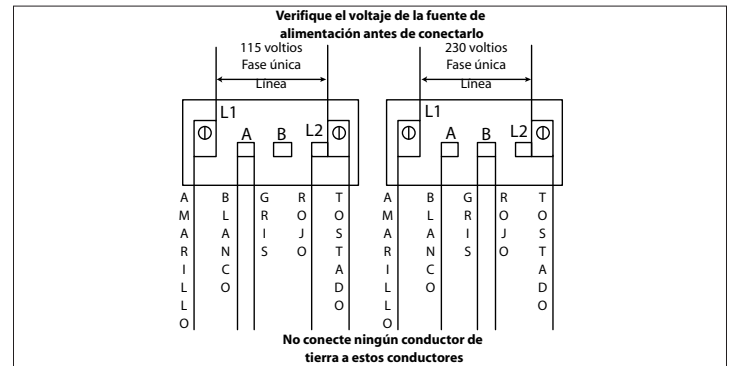 Verifique el voltaje de la fuente de
alimentación antes de conectarlo
115 voltios
Fase única
Línea
230 voltios
Fase única
Línea
L1
A
B
L2
L1
A
B
L2
AMARILLO
BLANCO
GRIS
ROJO
TOSTADO
AMARILLO
BLANCO
GRIS
ROJO
TOSTADO
No conecte ningún conductor de
tierra a estos conductores